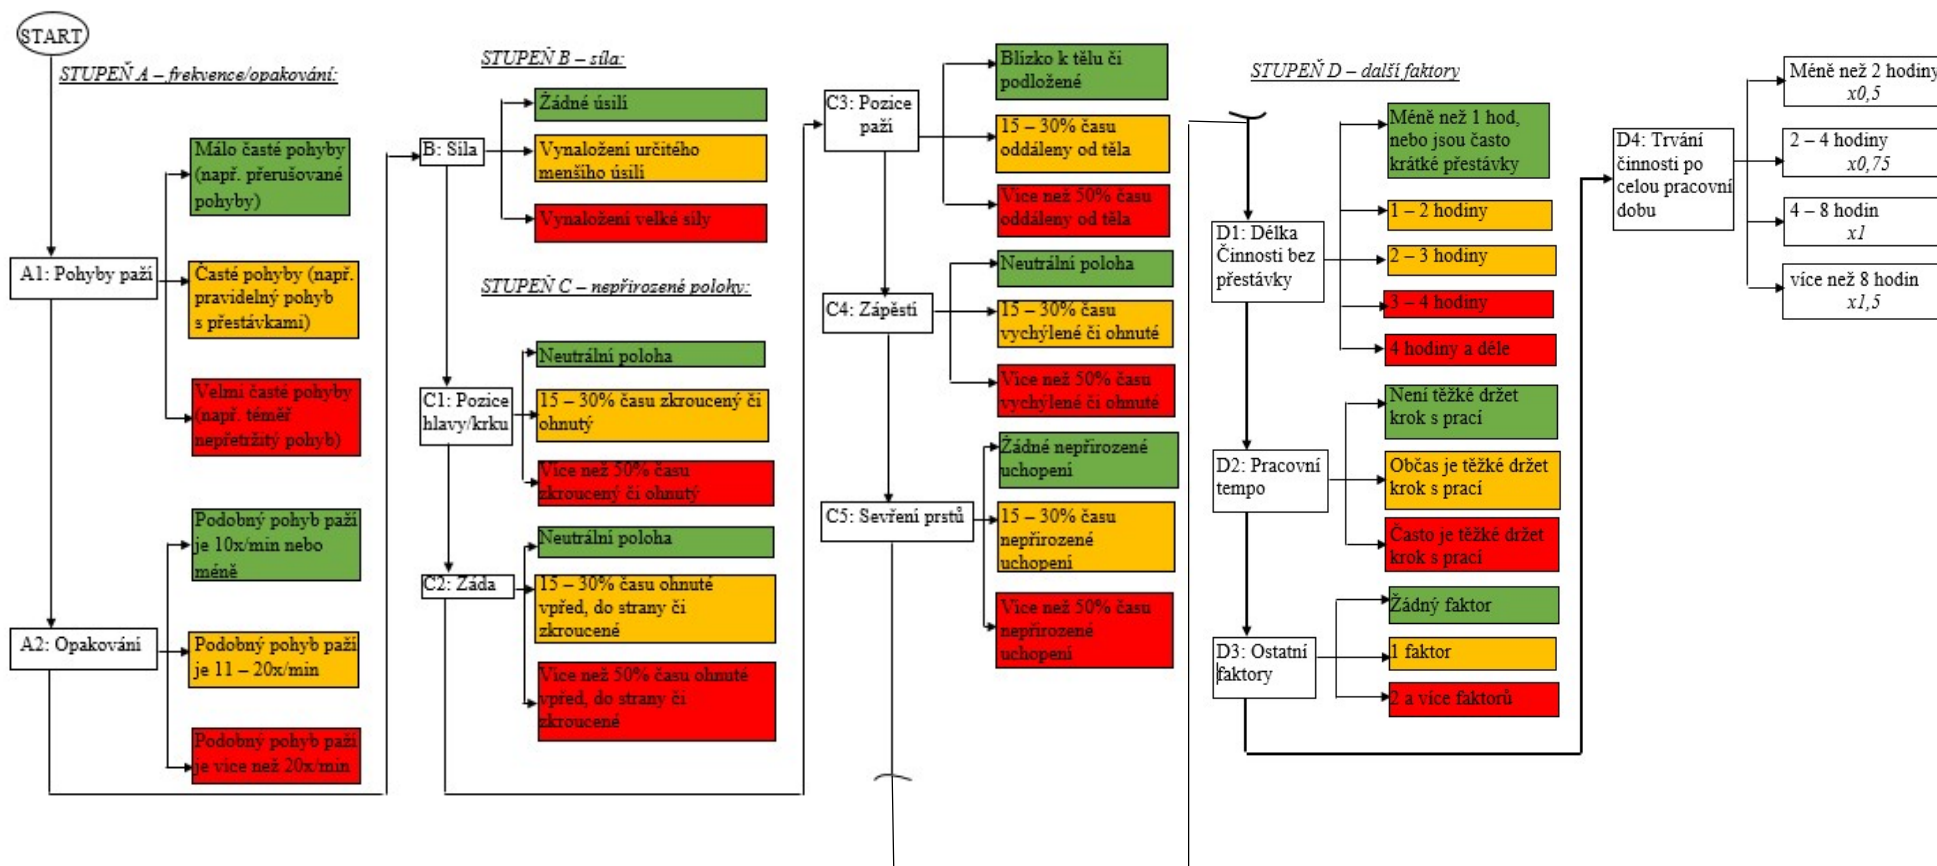 START
STUPEŇ A – frekvence/opakování:
A1: Pohyby paží
Málo časté pohyby
(např. přerušované
pohyby)
Časté pohyby (např.
pravidelný pohyb
s přestávkami)
Velmi časté pohyby
(např. téměř
nepřetržitý pohyb)
A2: Opakování
Podobný pohyb paží
je 10x/min nebo
méně
Podobný pohyb paží
je 11 – 20x/min
Podobný pohyb paží
je více než 20x/min
STUPEŇ B – síla:
B: Síla
Žádné úsilí
Vynaložení určitého
menšího úsilí
Vynaložení velké síly
STUPEŇ C – nepřirozené polohy:
C1: Pozice
hlavy/krku
Neutrální poloha
15 – 30% času zkroucený či
ohnutý
Více než 50% času
zkroucený či ohnutý
C2: Záda
Neutrální poloha
15 – 30% času ohnuté
vpřed, do strany či
zkroucené
Více než 50% času ohnuté
vpřed, do strany či
zkroucené
C3: Pozice
paží
Blízko k tělu či
podložené
15 – 30% času
oddáleny od těla
Více než 50% času
oddáleny od těla
C4: Zápěstí
Neutrální poloha
15 – 30% času
vychýlené či ohnuté
Více než 50% času
vychýlené či ohnuté
C5: Sevření prstů
Žádné nepřirozené
uchopení
15 – 30% času
nepřirozené
uchopení
Více než 50% času
nepřirozené
uchopení
STUPEŇ D – další faktory
D1: Délka
Činnosti bez
přestávky
Méně než 1 hod,
nebo jsou často
krátké přestávky
1 – 2 hodiny
2 – 3 hodiny
3 – 4 hodiny
4 hodiny a déle
D2: Pracovní
tempo
Není těžké držet
krok s prací
Občas je těžké držet
krok s prací
Často je těžké držet
krok s prací
D3: Ostatní
faktory
Žádný faktor
1 faktor
2 a více faktorů
D4: Trvání
činnosti po
celou pracovní
dobu
Méně než 2 hodiny
x0,5
2 – 4 hodiny
x0,75
4 – 8 hodin
x1
více než 8 hodin
x1,5